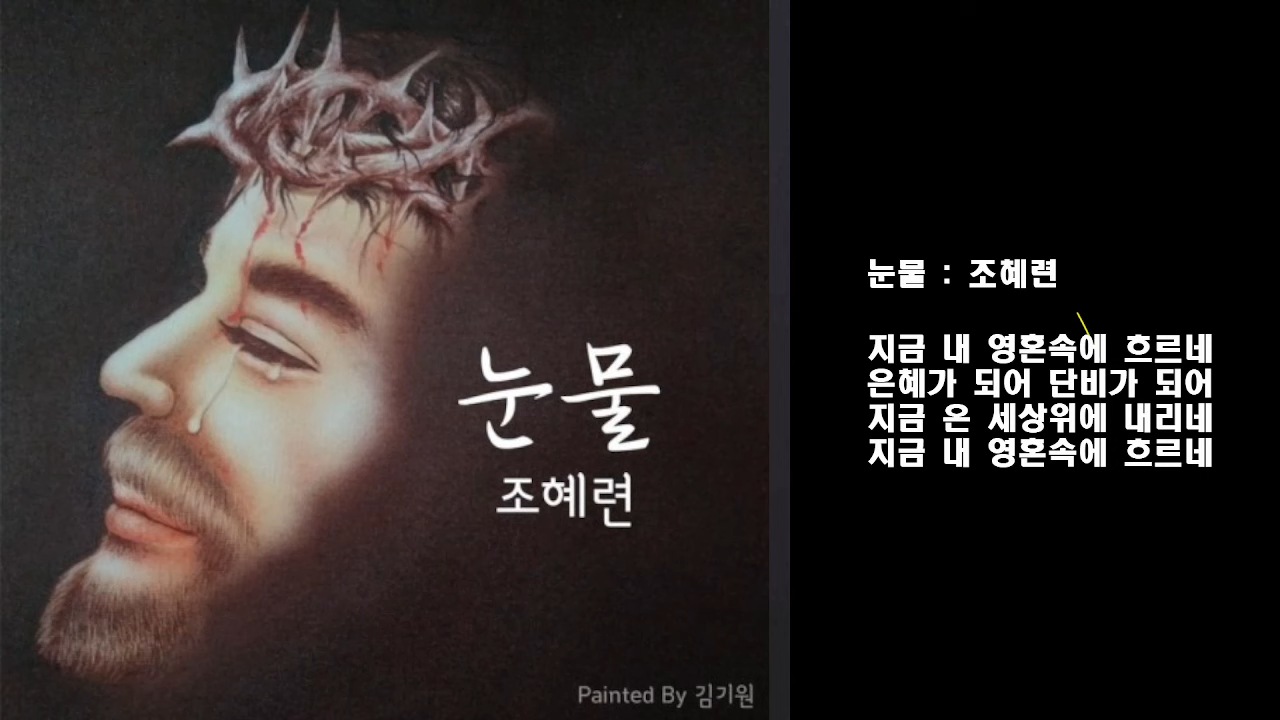 눈물
조혜련
Painted By 김기원
눈물 : 조혜련
지금 내 영혼속에 흐르네
은혜가 되어 단비가 되어
지금 온 세상위에 내리네
지금 내 영혼속에 흐르네